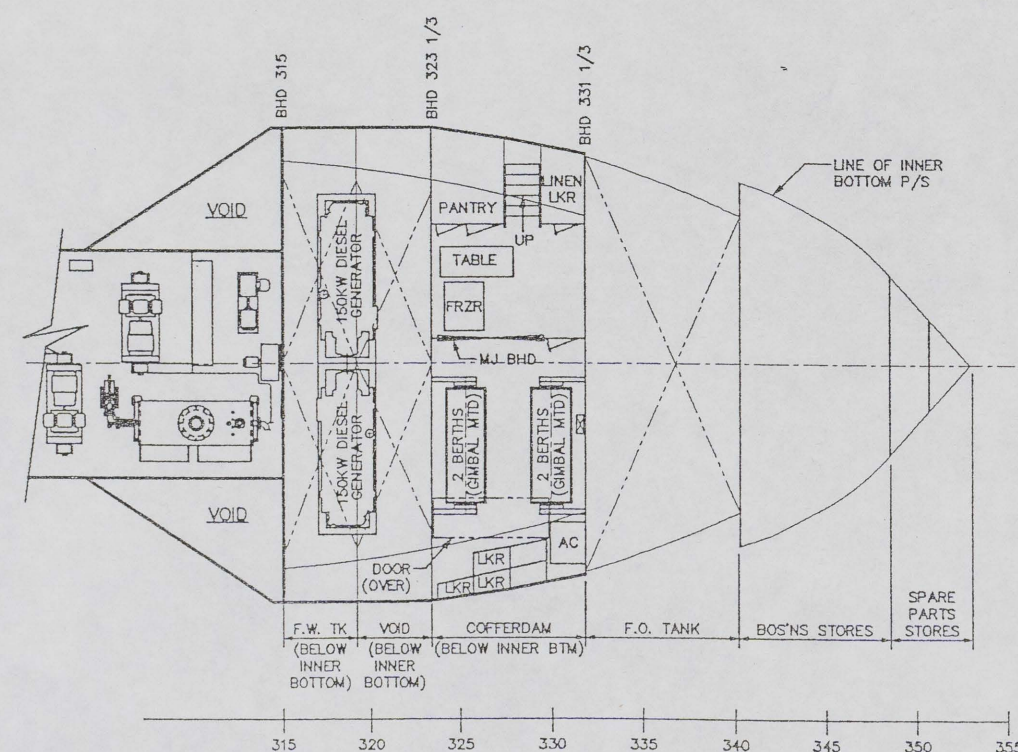 BHD 315
BHD 323 1/3
BHD 331 1/3
LINE OF INNER
BOTTOM P/S
VOID
150KW DIESEL
GENERATOR
PANTRY
LINEN
LKR
UP
TABLE
FRZR
MJ BHD
150KW DIESEL
GENERATOR
2 BERTHS
(GIMBAL MTD)
2 BERTHS
(GIMBAL MTD)
VOID
AC
DOOR
(OVER)
LKR
LKR
LKR
F.W. TK
(BELOW
INNER
BOTTOM)
VOID
(BELOW
INNER
BOTTOM)
COFFERDAM
(BELOW INNER BTM)
F.O. TANK
BOS'NS STORES
SPARE
PARTS
STORES
315 320 325 330 335 340 345 350 355